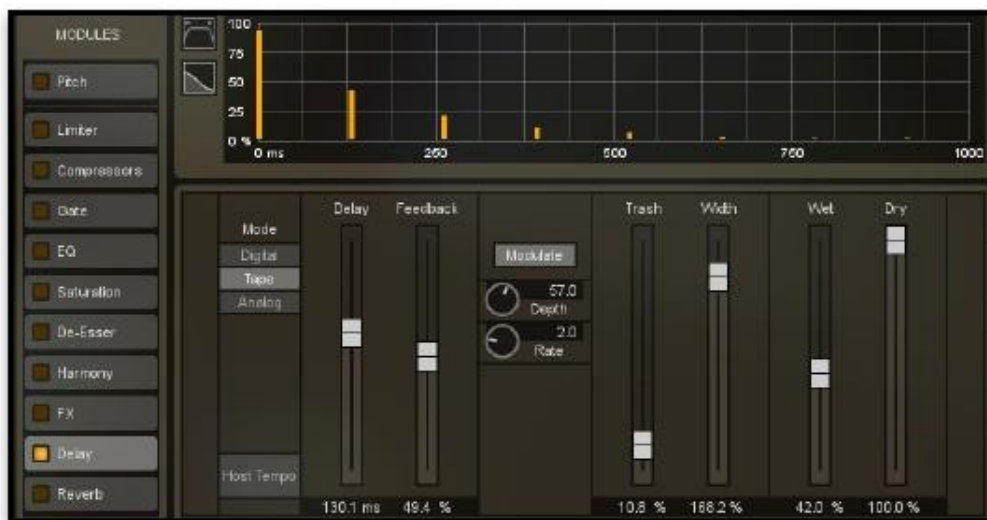 MODULES
Pitch
Limiter
Compressors
Gate
EQ
Saturation
De-Esser
Harmony
FX
Delay
Reverb
100
75
50
25
0 %
0 ms 250 500 750 1000
Mode
Digital
Tape
Analog
Host Tempo
Delay Feedback
130.1 ms 49.4 %
Modulate
57.0
Depth
2.0
Rate
Trash Width
10.8 % 168.2 %
Wet Dry
42.0 % 100.0 %